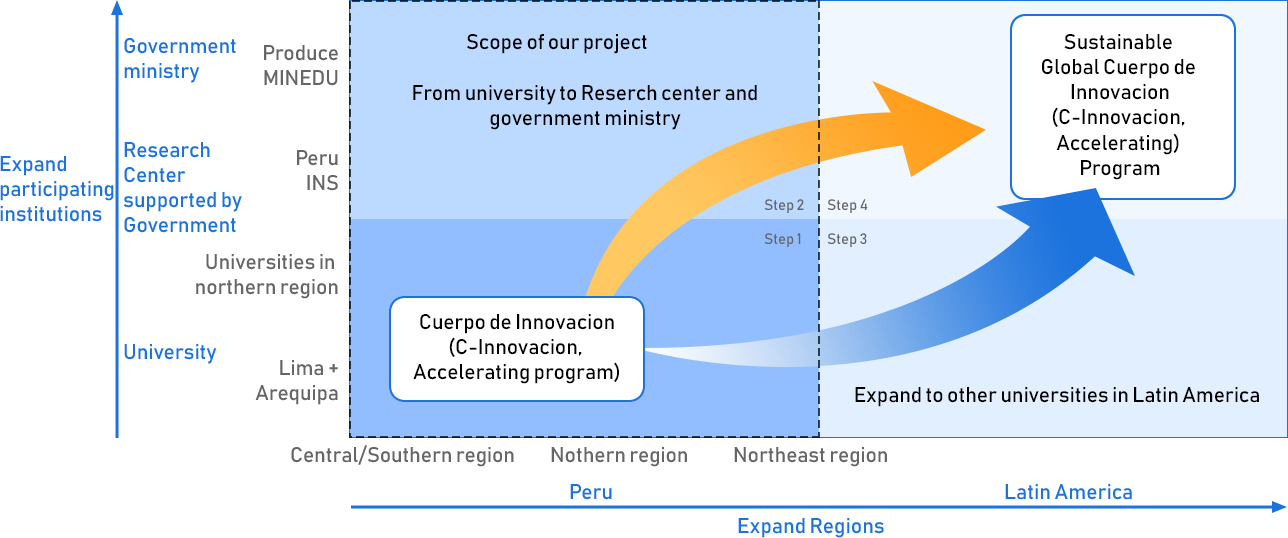 Expand
participating
institutions
Government
ministry
Research
Center
supported by
Government
University
Produce
MINEDU
Peru
INS
Universities in
northern region
Lima +
Arequipa
Scope of our project
From university to Reserch center and
government ministry
Step 2
Step 4
Step 1
Step 3
Cuerpo de Innovacion
(C-Innovacion,
Accelerating program)
Sustainable
Global Cuerpo de
Innovacion
(C-Innovacion,
Accelerating)
Program
Expand to other universities in Latin America
Central/Southern region
Nothern region
Northeast region
Peru
Latin America
Expand Regions